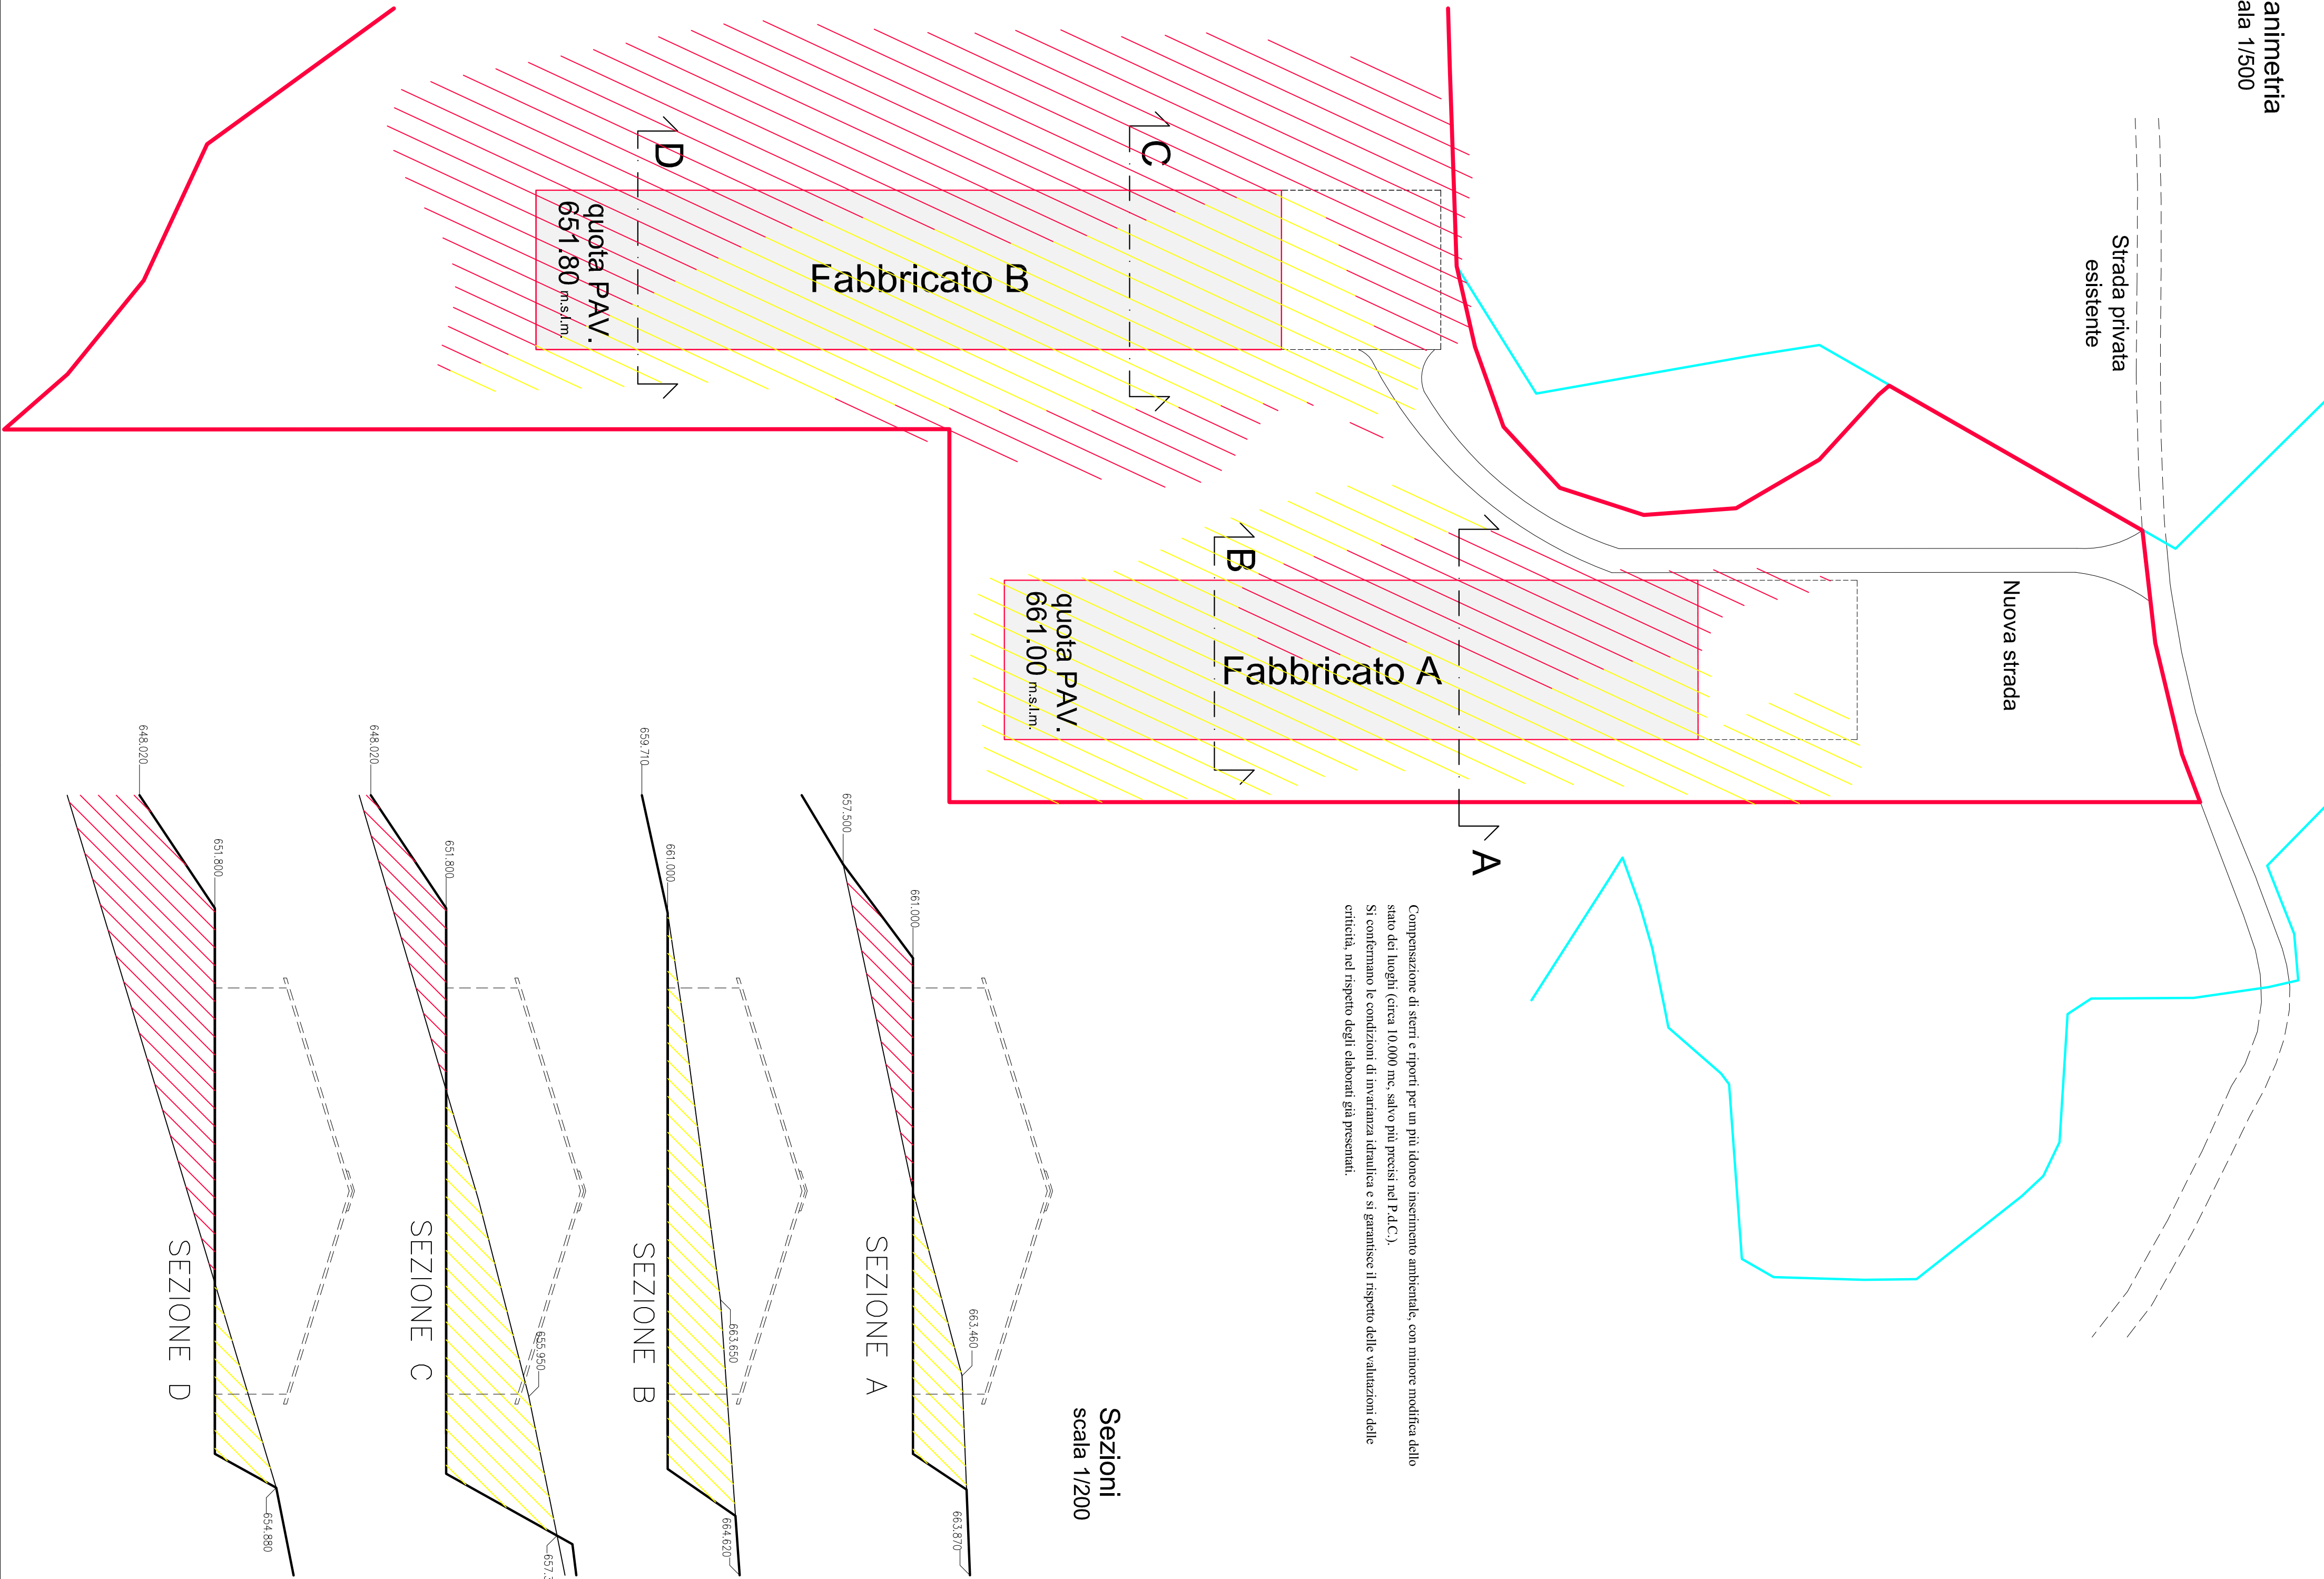 animetria
ala 1/500
Strada privata
esistente
Nuova strada
C
D
Fabbricato B
quota PAV.
651.80 m.s.l.m.
B
A
Fabbricato A
quota PAV.
661.00 m.s.l.m.
Compensazione di sterri e riporti per un più idoneo inserimento ambientale, con minore modifica dello
stato dei luoghi (circa 10.000 mc, salvo più precisi nel P.d.C.).
Si confermano le condizioni di invarianza idraulica e si garantisce il rispetto delle valutazioni delle
criticità, nel rispetto degli elaborati già presentati.
Sezioni
scala 1/200
657.500
661.000
663.460
663.870
SEZIONE A
659.710
661.000
663.650
664.620
SEZIONE B
648.020
651.800
655.950
657.3
SEZIONE C
648.020
651.800
654.880
SEZIONE D